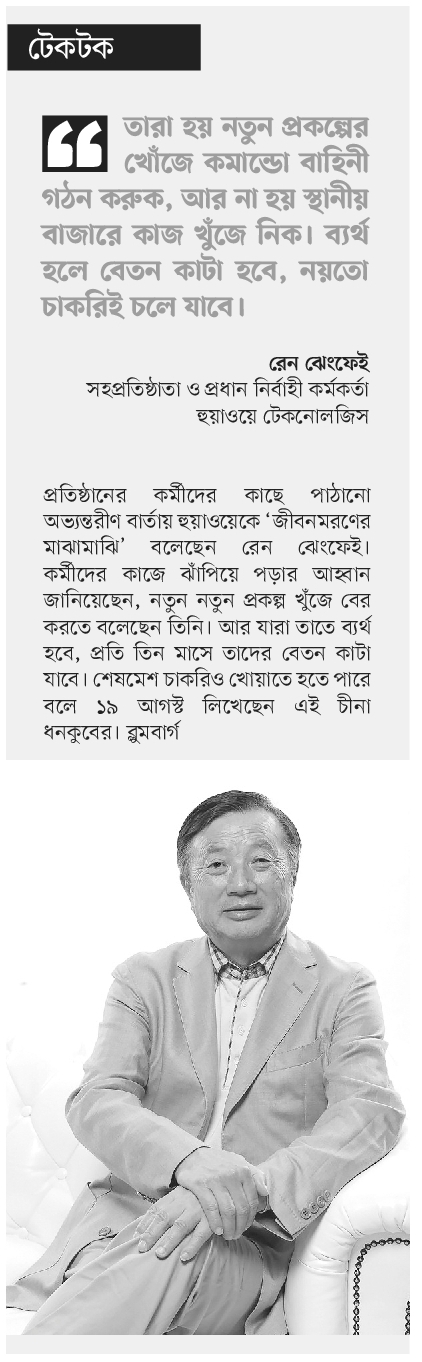 টেকটক
তারা হয় নতুন প্রকল্পের
খোঁজে কমান্ডো বাহিনী
গঠন করুক, আর না হয় স্থানীয়
বাজারে কাজ খুঁজে নিক। ব্যর্থ
হলে বেতন কাটা হবে, নয়তো
চাকরিই চলে যাবে।
রেন ঝেংফেই
সহপ্রতিষ্ঠাতা ও প্রধান নির্বাহী কর্মকর্তা
হুয়াওয়ে টেকনোলজিস
প্রতিষ্ঠানের কর্মীদের কাছে পাঠানো
অভ্যন্তরীণ বার্তায় হুয়াওয়েকে ‘জীবনমরণের
মাঝামাঝি’ বলেছেন রেন ঝেংফেই।
কর্মীদের কাজে ঝাঁপিয়ে পড়ার আহ্বান
জানিয়েছেন, নতুন নতুন প্রকল্প খুঁজে বের
করতে বলেছেন তিনি। আর যারা তাতে ব্যর্থ
হবে, প্রতি তিন মাসে তাদের বেতন কাটা
যাবে। শেষমেশ চাকরিও খোয়াতে হতে পারে
বলে ১৯ আগস্ট লিখেছেন এই চীনা
ধনকুবের। ব্লুমবার্গ